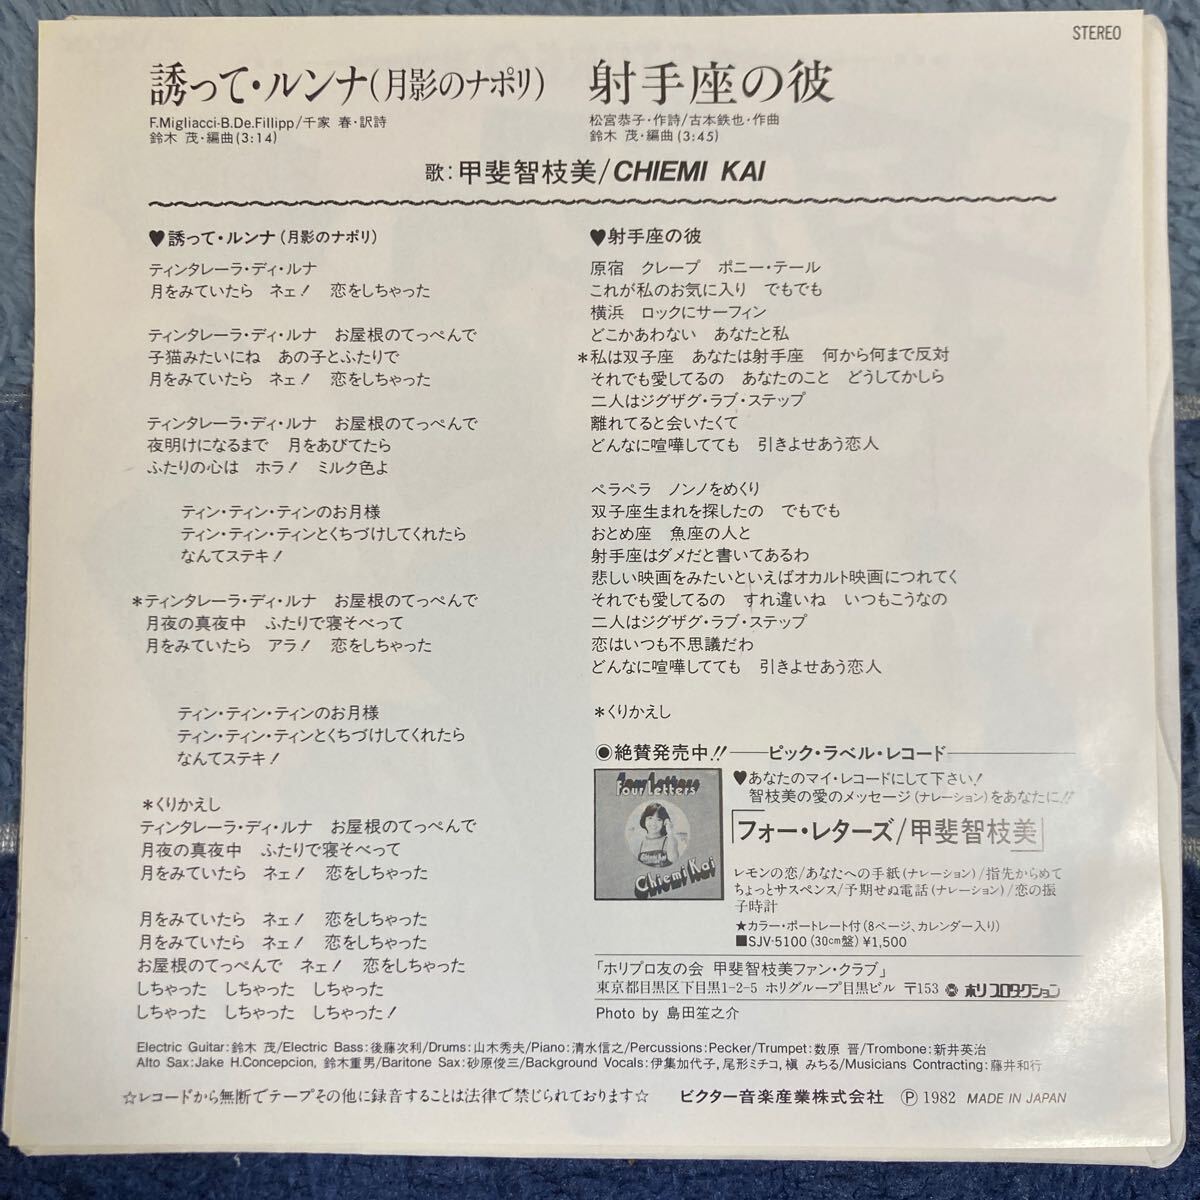 STEREO
誘って・ルンナ(月影のナポリ)
F.Migliacci-B.De.Fillipp/千家 春・訳詩
鈴木 茂・編曲(3:14)
射手座の彼
松宮恭子・作詩/古本鉄也・作曲
鈴木 茂・編曲(3:45)
歌:甲斐智枝美/CHIEMI KAI
♥誘って・ルンナ(月影のナポリ)
ティンタレーラ・ディ・ルナ
月をみていたら ネェ! 恋をしちゃった
ティンタレーラ・ディ・ルナ お屋根のてっぺんで
子猫みたいにね あの子とふたりで
月をみていたら ネェ! 恋をしちゃった
ティンタレーラ・ディ・ルナ お屋根のてっぺんで
夜明けになるまで 月をあびてたら
ふたりの心は ホラ! ミルク色よ
ティン・ティン・ティンのお月様
ティン・ティン・ティンとくちづけしてくれたら
なんてステキ!
*ティンタレーラ・ディ・ルナ お屋根のてっぺんで
月夜の真夜中 ふたりで寝そべって
月をみていたら アラ! 恋をしちゃった
ティン・ティン・ティンのお月様
ティン・ティン・ティンとくちづけしてくれたら
なんてステキ!
*くりかえし
ティンタレーラ・ディ・ルナ お屋根のてっぺんで
月夜の真夜中 ふたりで寝そべって
月をみていたら ネェ! 恋をしちゃった
月をみていたら ネェ! 恋をしちゃった
月をみていたら ネェ! 恋をしちゃった
お屋根のてっぺんで ネェ! 恋をしちゃった
しちゃった しちゃった しちゃった
しちゃった しちゃった しちゃった!
♥射手座の彼
原宿 クレープ ポニー・テール
これが私のお気に入り でもでも
横浜 ロックにサーフィン
どこかあわない あなたと私
*私は双子座 あなたは射手座 何から何まで反対
それでも愛してるの あなたのこと どうしてかしら
二人はジグザグ・ラブ・ステップ
離れてると会いたくて
どんなに喧嘩してても 引きよせあう恋人
ペラペラ ノンノをめくり
双子座生まれを探したの でもでも
おとめ座 魚座の人と
射手座はダメだと書いてあるわ
悲しい映画をみたいといえばオカルト映画につれてく
それでも愛してるの すれ違いね いつもこうなの
二人はジグザグ・ラブ・ステップ
恋はいつも不思議だわ
どんなに喧嘩してても 引きよせあう恋人
*くりかえし
◉絶賛発売中!!——ピック・ラベル・レコード——
Four Letters
Chiemi Kai
♥あなたのマイ・レコードにして下さい!
智枝美の愛のメッセージ(ナレーション)をあなたに!!
「フォー・レターズ/甲斐智枝美」
レモンの恋/あなたへの手紙(ナレーション)/指先からめて
ちょっとサスペンス/予期せぬ電話(ナレーション)/恋の振
子時計
★カラー・ポートレート付(8ページ、カレンダー入り)
■SJV-5100(30cm盤)¥1,500
「ホリプロ友の会 甲斐智枝美ファン・クラブ」
東京都目黒区下目黒1-2-5 ホリグループ目黒ビル 〒153 ホリプロダクション
Photo by 島田笙之介
Electric Guitar:鈴木 茂/Electric Bass:後藤次利/Drums:山木秀夫/Piano:清水信之/Percussions:Pecker/Trumpet:数原 晋/Trombone:新井英治
Alto Sax:Jake H.Concepcion, 鈴木重男/Baritone Sax:砂原俊三/Background Vocals:伊集加代子, 尾形ミチコ, 槇 みちる/Musicians Contracting:藤井和行
☆レコードから無断でテープその他に録音することは法律で禁じられております☆ ビクター音楽産業株式会社 Ⓟ 1982 MADE IN JAPAN